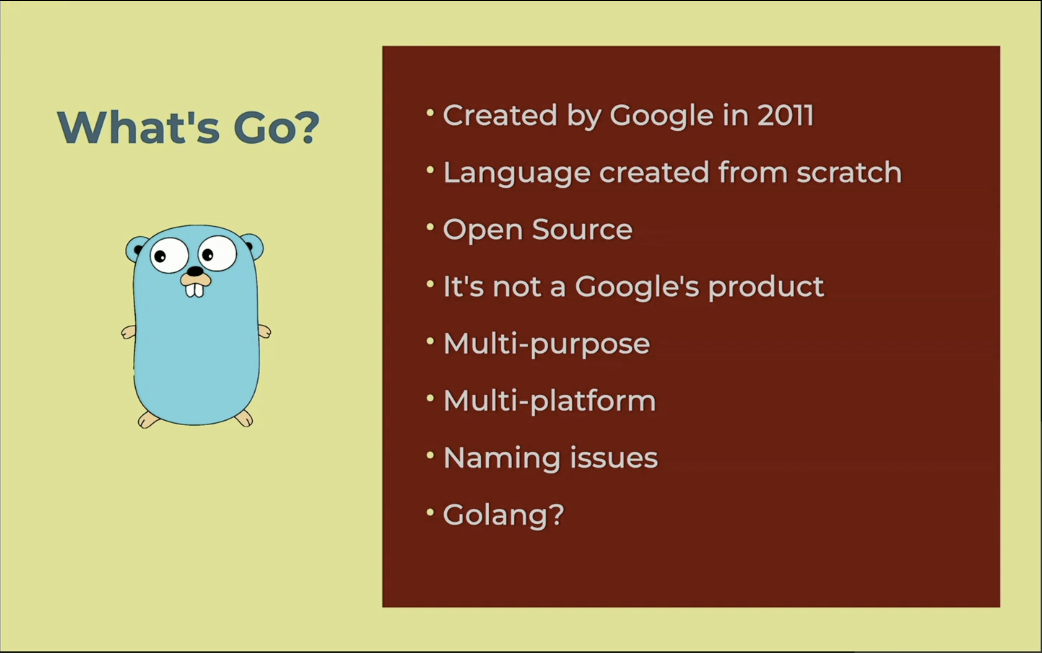 What's Go?
• Created by Google in 2011
• Language created from scratch
• Open Source
• It's not a Google's product
• Multi-purpose
• Multi-platform
• Naming issues
• Golang?